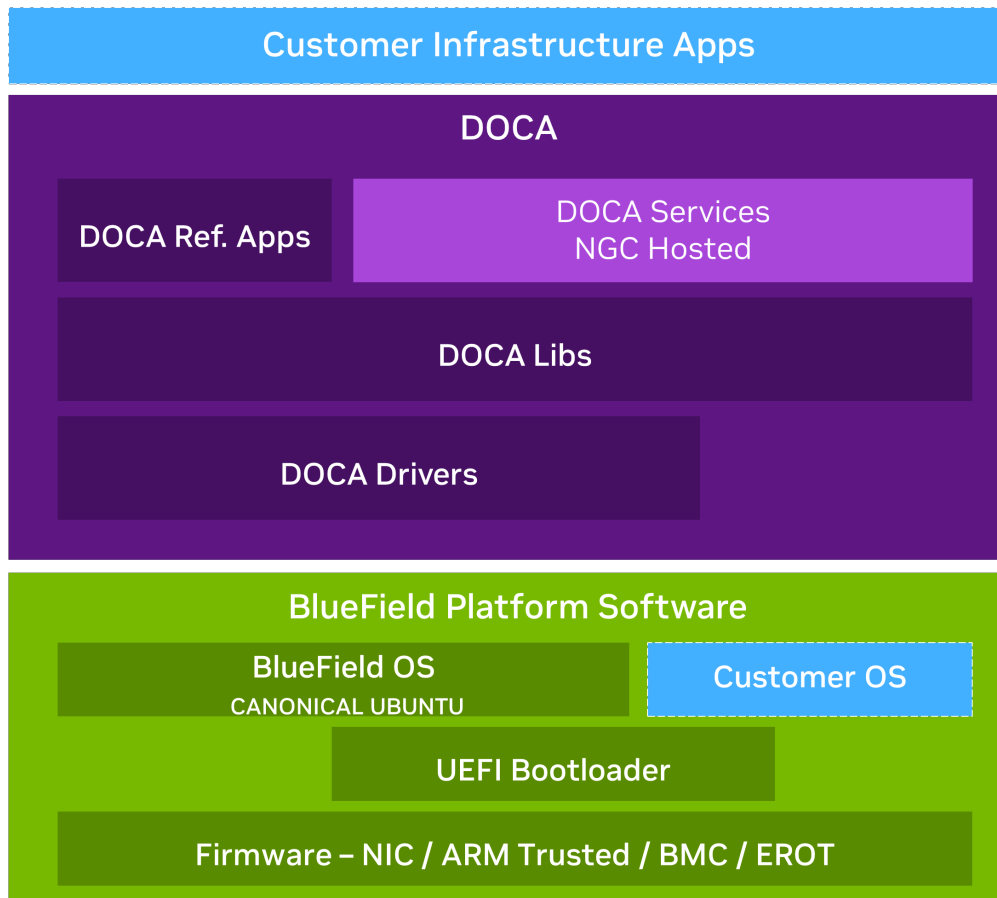 Customer Infrastructure Apps
DOCA
DOCA Ref. Apps
DOCA Services
NGC Hosted
DOCA Libs
DOCA Drivers
BlueField Platform Software
BlueField OS
CANONICAL UBUNTU
Customer OS
UEFI Bootloader
Firmware – NIC / ARM Trusted / BMC / EROT